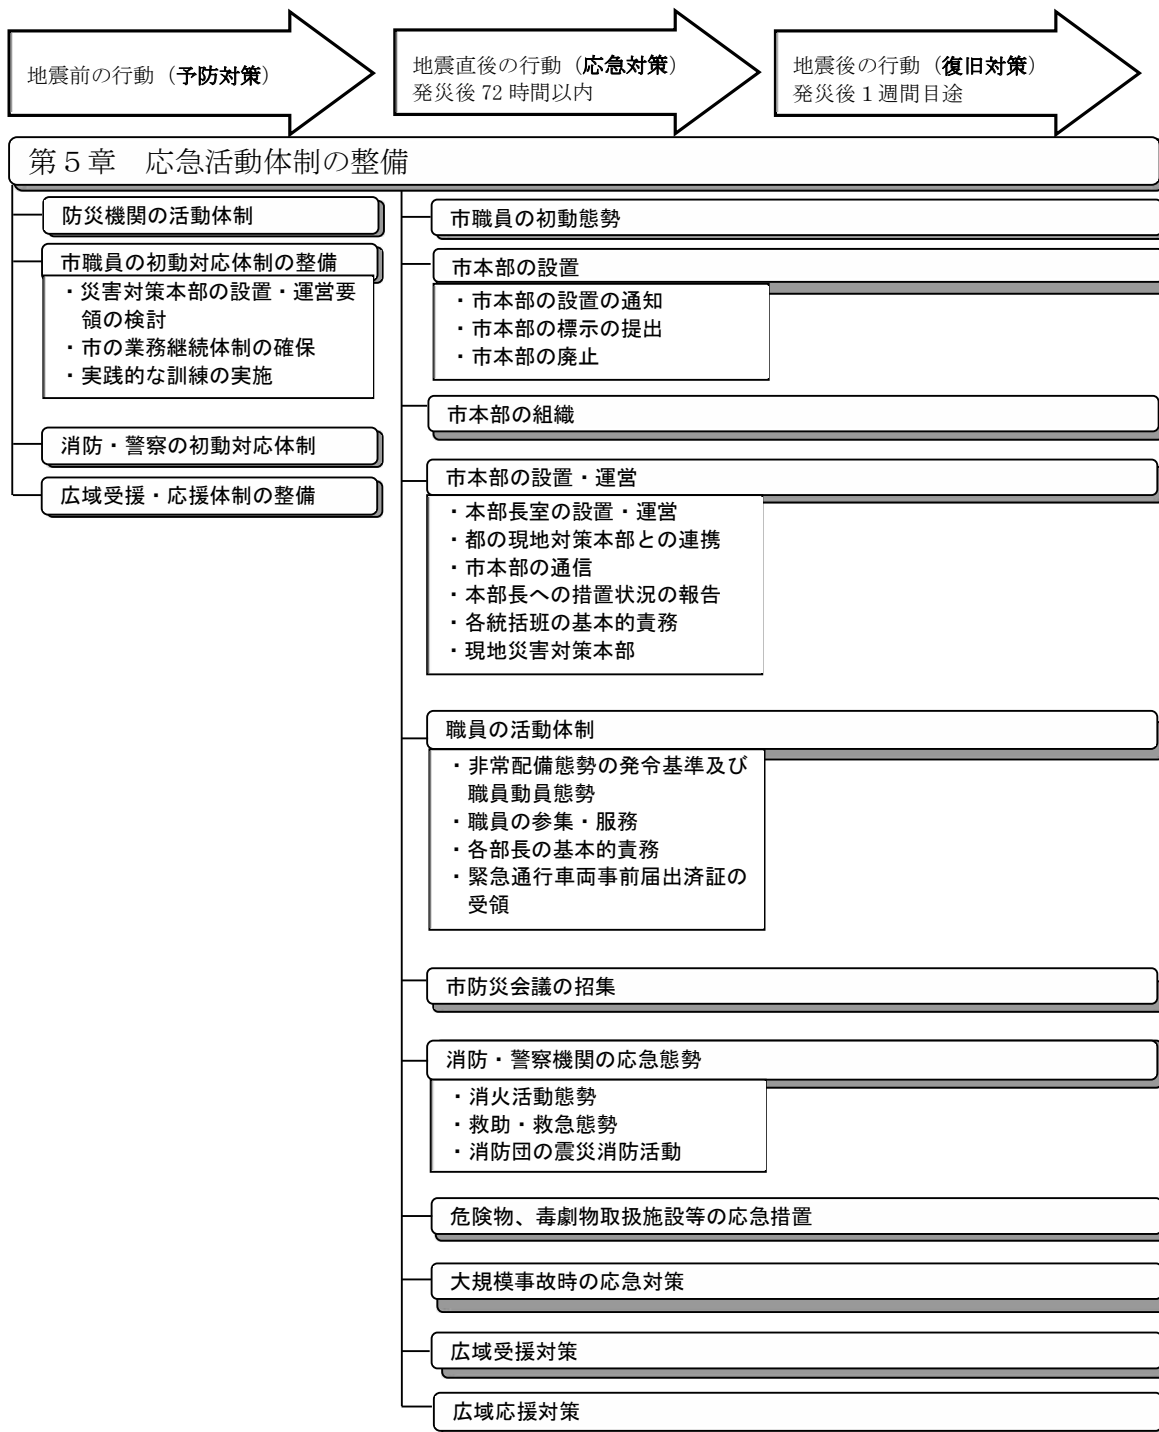 地震前の行動（予防対策）
地震直後の行動（応急対策）
発災後 72 時間以内
地震後の行動（復旧対策）
発災後１週間目途
第５章　応急活動体制の整備
防災機関の活動体制
市職員の初動対応体制の整備
・災害対策本部の設置・運営要
領の検討
・市の業務継続体制の確保
・実践的な訓練の実施
消防・警察の初動対応体制
広域受援・応援体制の整備
市職員の初動態勢
市本部の設置
・市本部の設置の通知
・市本部の標示の提出
・市本部の廃止
市本部の組織
市本部の設置・運営
・本部長室の設置・運営
・都の現地対策本部との連携
・市本部の通信
・本部長への措置状況の報告
・各統括班の基本的責務
・現地災害対策本部
職員の活動体制
・非常配備態勢の発令基準及び
職員動員態勢
・職員の参集・服務
・各部長の基本的責務
・緊急通行車両事前届出済証の
受領
市防災会議の招集
消防・警察機関の応急態勢
・消火活動態勢
・救助・救急態勢
・消防団の震災消防活動
危険物、毒劇物取扱施設等の応急措置
大規模事故時の応急対策
広域受援対策
広域応援対策